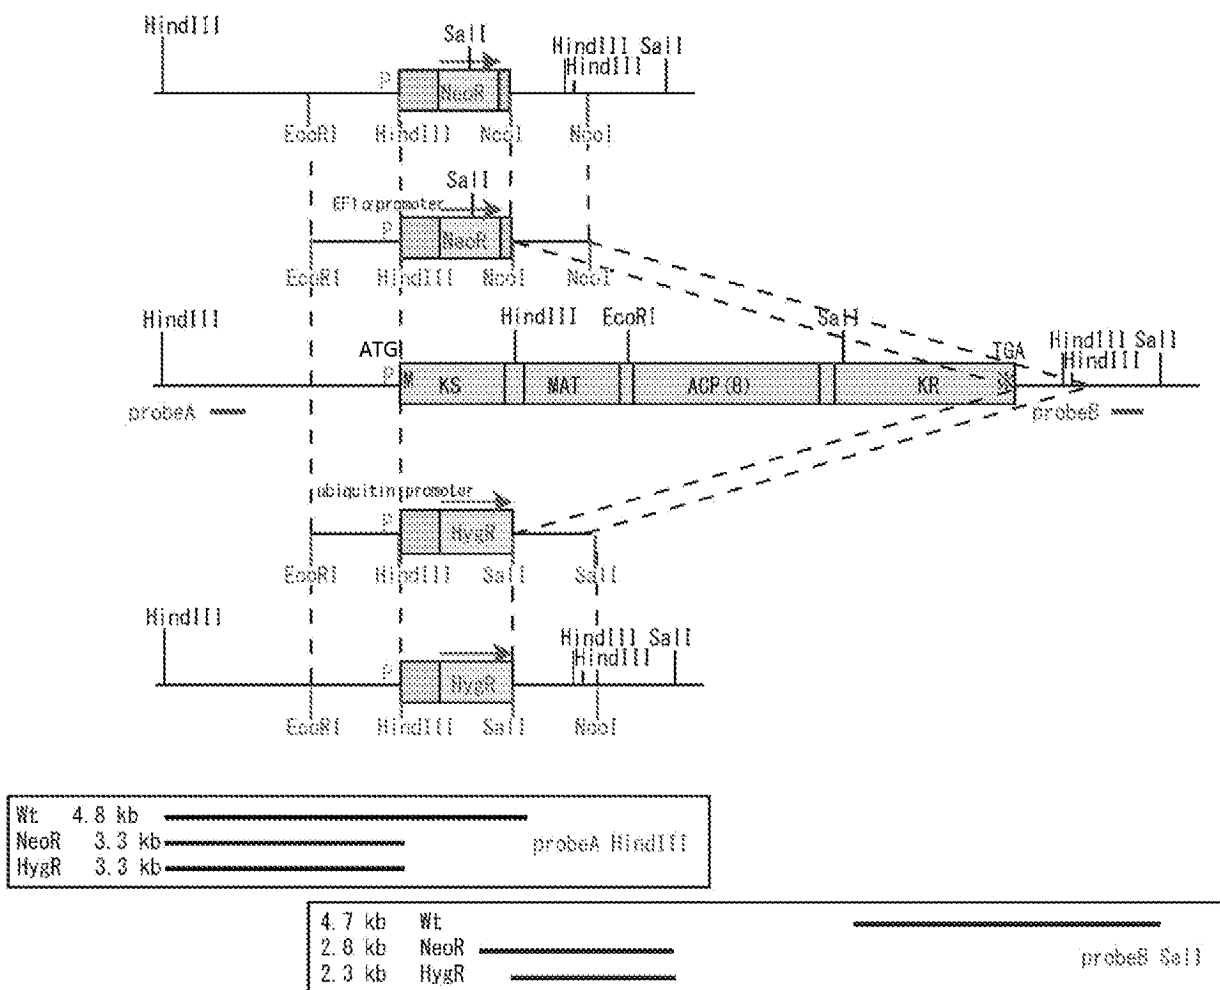 HindIII SalI HindIII SalI
HindIII
P NeoR
EcoRI HindIII NcoI NcoI
SalI
EF1α promoter
P NeoR
EcoRI HindIII NcoI NcoI
HindIII HindIII EcoRI SalI HindIII SalI
ATG TGA HindIII
P M KS MAT ACP(8) KR
probeA probeB
ubiquitin promoter
P HygR
EcoRI HindIII SalI SalI
HindIII HindIII SalI
HindIII
P HygR
EcoRI HindIII SalI NcoI
Wt 4.8 kb
NeoR 3.3 kb probeA HindIII
HygR 3.3 kb
4.7 kb Wt
2.8 kb NeoR probeB SalI
2.3 kb HygR